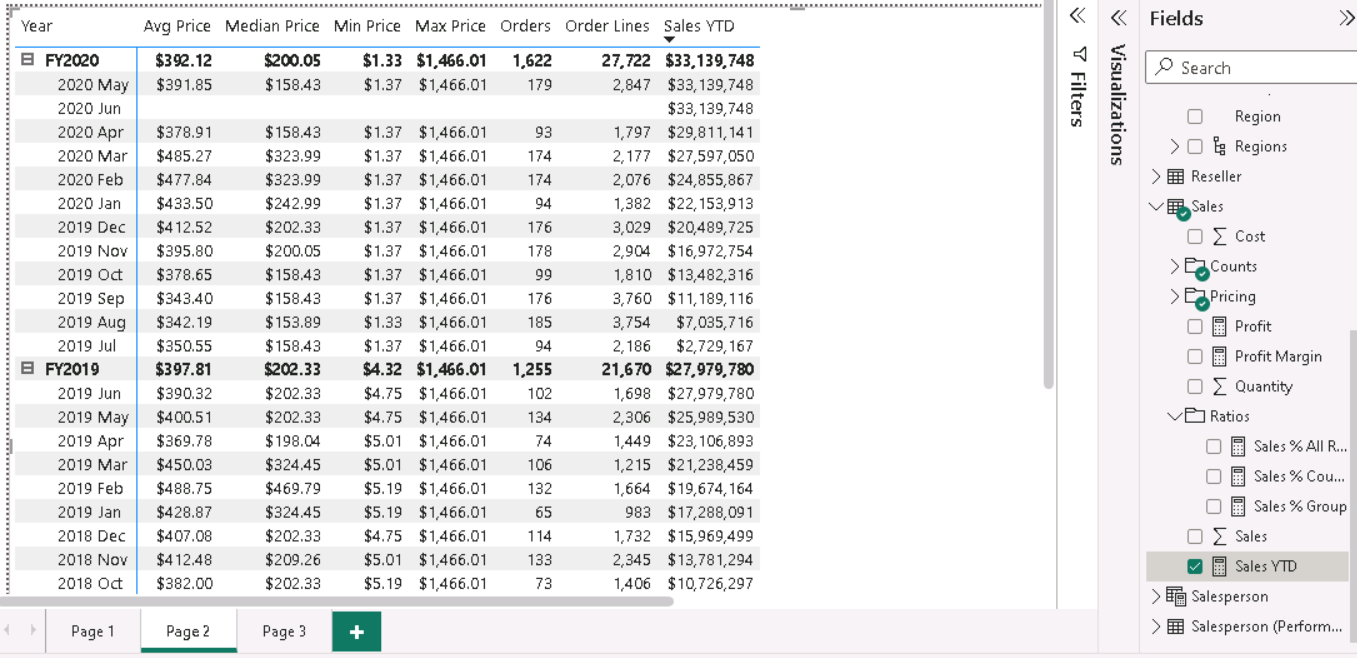 Year Avg Price Median Price Min Price Max Price Orders Order Lines Sales YTD
FY2020 $392.12 $200.05 $1.33 $1,466.01 1,622 27,722 $33,139,748
2020 May $391.85 $158.43 $1.37 $1,466.01 179 2,847 $33,139,748
2020 Jun $33,139,748
2020 Apr $378.91 $158.43 $1.37 $1,466.01 93 1,797 $29,811,141
2020 Mar $485.27 $323.99 $1.37 $1,466.01 174 2,177 $27,597,050
2020 Feb $477.84 $323.99 $1.37 $1,466.01 174 2,076 $24,855,867
2020 Jan $433.50 $242.99 $1.37 $1,466.01 94 1,382 $22,153,913
2019 Dec $412.52 $202.33 $1.37 $1,466.01 176 3,029 $20,489,725
2019 Nov $395.80 $200.05 $1.37 $1,466.01 178 2,904 $16,972,754
2019 Oct $378.65 $158.43 $1.37 $1,466.01 99 1,810 $13,482,316
2019 Sep $343.40 $158.43 $1.37 $1,466.01 176 3,760 $11,189,116
2019 Aug $342.19 $153.89 $1.33 $1,466.01 185 3,754 $7,035,716
2019 Jul $350.55 $158.43 $1.37 $1,466.01 94 2,186 $2,729,167
FY2019 $397.81 $202.33 $4.32 $1,466.01 1,255 21,670 $27,979,780
2019 Jun $390.32 $202.33 $4.75 $1,466.01 102 1,698 $27,979,780
2019 May $400.51 $202.33 $4.75 $1,466.01 134 2,306 $25,989,530
2019 Apr $369.78 $198.04 $5.01 $1,466.01 74 1,449 $23,106,893
2019 Mar $450.03 $324.45 $5.01 $1,466.01 106 1,215 $21,238,459
2019 Feb $488.75 $469.79 $5.19 $1,466.01 132 1,664 $19,674,164
2019 Jan $428.87 $324.45 $5.19 $1,466.01 65 983 $17,288,091
2018 Dec $407.08 $202.33 $4.75 $1,466.01 114 1,732 $15,969,499
2018 Nov $412.48 $209.26 $5.01 $1,466.01 133 2,345 $13,781,294
2018 Oct $382.00 $202.33 $5.19 $1,466.01 73 1,406 $10,726,297
Page 1 Page 2 Page 3
Filters
Visualizations
Fields
Search
Region
Regions
Reseller
Sales
Cost
Counts
Pricing
Profit
Profit Margin
Quantity
Ratios
Sales % All R...
Sales % Cou...
Sales % Group
Sales
Sales YTD
Salesperson
Salesperson (Perform...